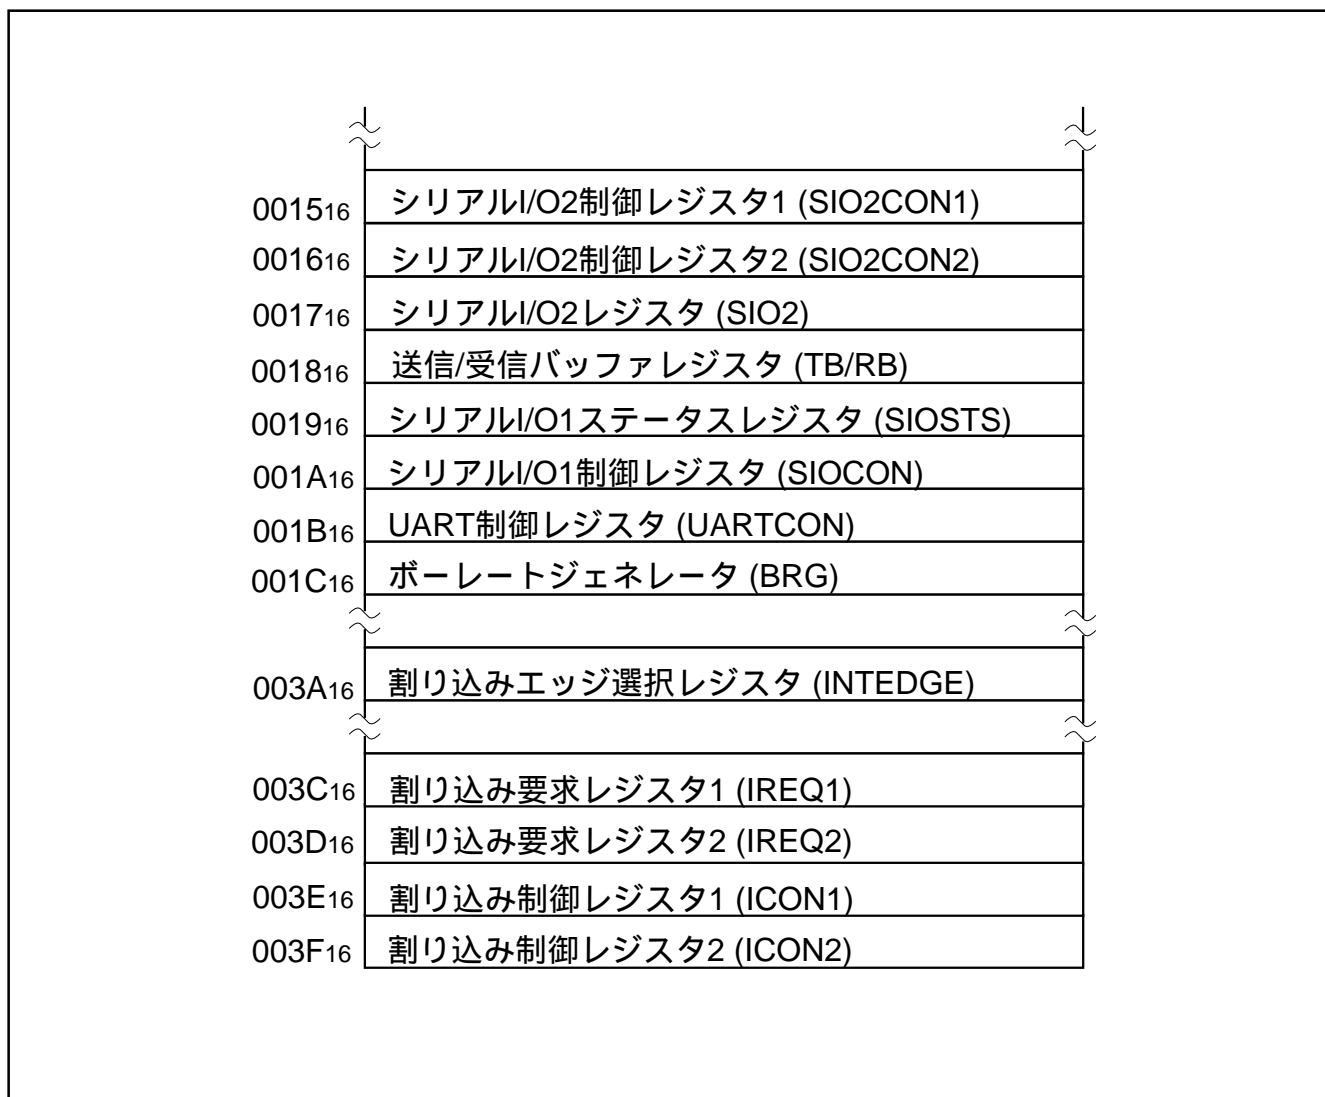 0015₁₆ シリアルI/O2制御レジスタ1 (SIO2CON1)
0016₁₆ シリアルI/O2制御レジスタ2 (SIO2CON2)
0017₁₆ シリアルI/O2レジスタ (SIO2)
0018₁₆ 送信/受信バッファレジスタ (TB/RB)
0019₁₆ シリアルI/O1ステータスレジスタ (SIOSTS)
001A₁₆ シリアルI/O1制御レジスタ (SIOCON)
001B₁₆ UART制御レジスタ (UARTCON)
001C₁₆ ボーレートジェネレータ (BRG)
003A₁₆ 割り込みエッジ選択レジスタ (INTEDGE)
003C₁₆ 割り込み要求レジスタ1 (IREQ1)
003D₁₆ 割り込み要求レジスタ2 (IREQ2)
003E₁₆ 割り込み制御レジスタ1 (ICON1)
003F₁₆ 割り込み制御レジスタ2 (ICON2)